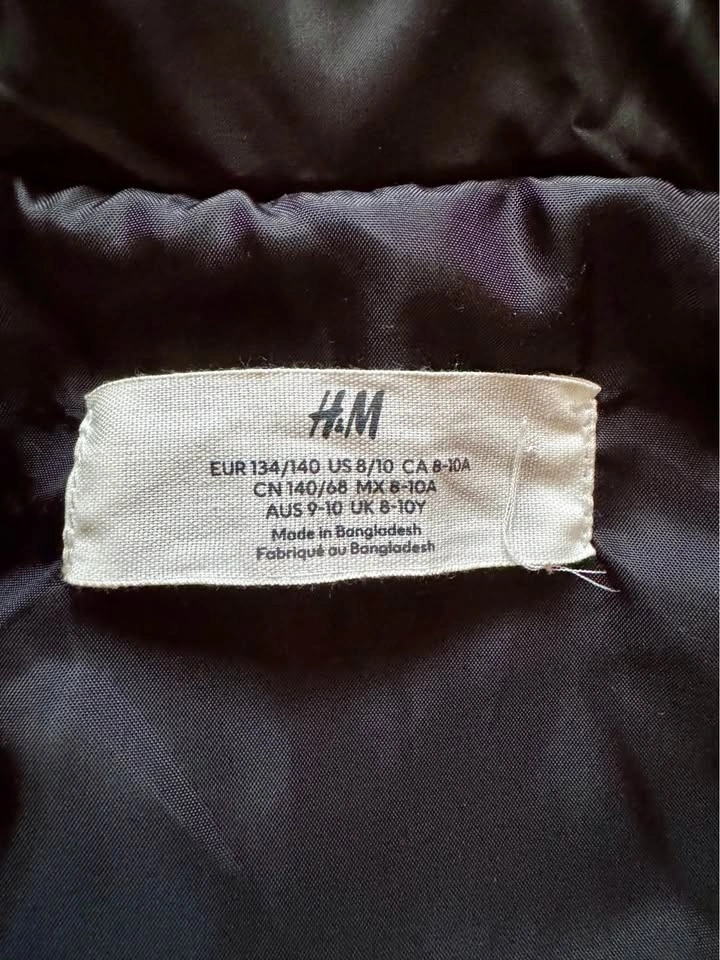 H&M
EUR 134/140 US 8/10 CA 8-10A
CN 140/68 MX 8-10A
AUS 9-10 UK 8-10Y
Made in Bangladesh
Fabriqué au Bangladesh